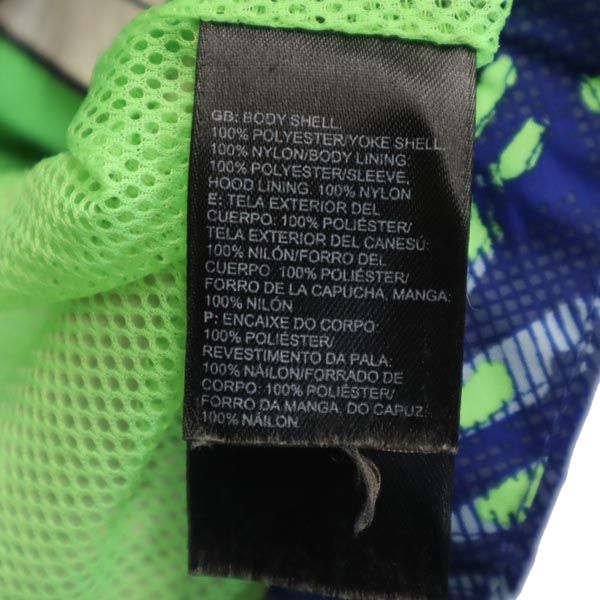 GB: BODY SHELL.
100% POLYESTER/YOKE SHELL.
100% NYLON/BODY LINING:
100% POLYESTER/SLEEVE,
HOOD LINING: 100% NYLON
E: TELA EXTERIOR DEL
CUERPO: 100% POLIÉSTER/
TELA EXTERIOR DEL CANESÚ:
100% NILÓN/FORRO DEL
CUERPO: 100% POLIÉSTER/
FORRO DE LA CAPUCHA, MANGA:
100% NILÓN
P: ENCAIXE DO CORPO:
100% POLIÉSTER/
REVESTIMENTO DA PALA:
100% NÁILON/FORRADO DE
CORPO: 100% POLIÉSTER/
FORRO DA MANGA, DO CAPUZ:
100% NÁILON